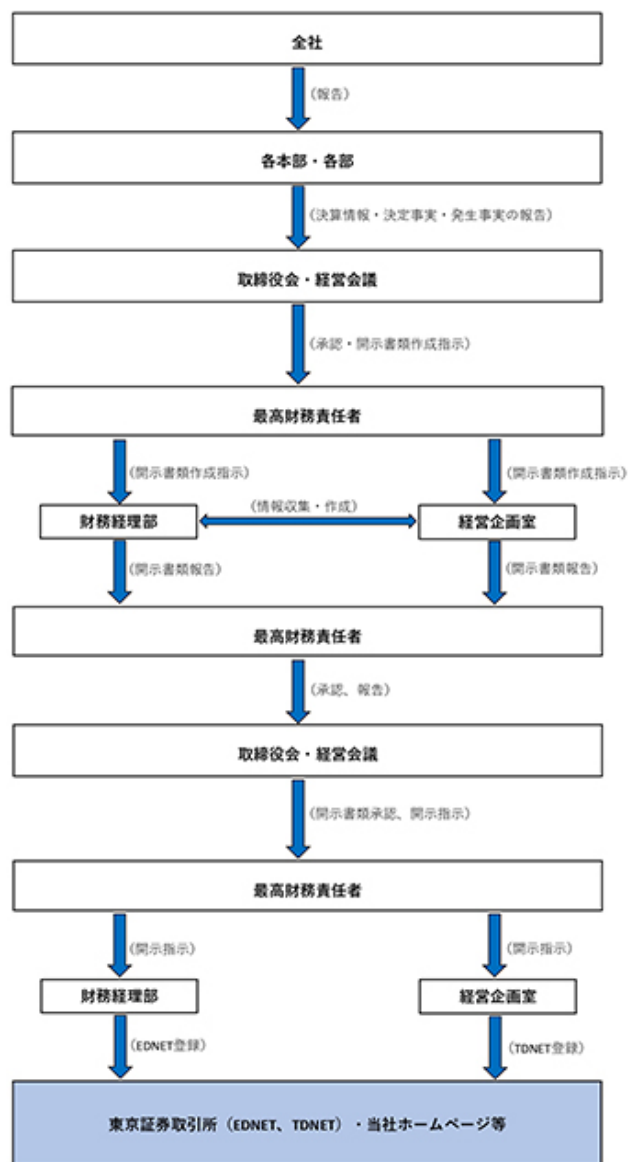 全社
(報告)
各本部・各部
(決算情報・決定事実・発生事実の報告)
取締役会・経営会議
(承認・開示書類作成指示)
最高財務責任者
(開示書類作成指示)
(開示書類作成指示)
(情報収集・作成)
財務経理部
経営企画室
(開示書類報告)
(開示書類報告)
最高財務責任者
(承認、報告)
取締役会・経営会議
(開示書類承認、開示指示)
最高財務責任者
(開示指示)
(開示指示)
財務経理部
経営企画室
(EDNET登録)
(TDNET登録)
東京証券取引所（EDNET、TDNET）・当社ホームページ等